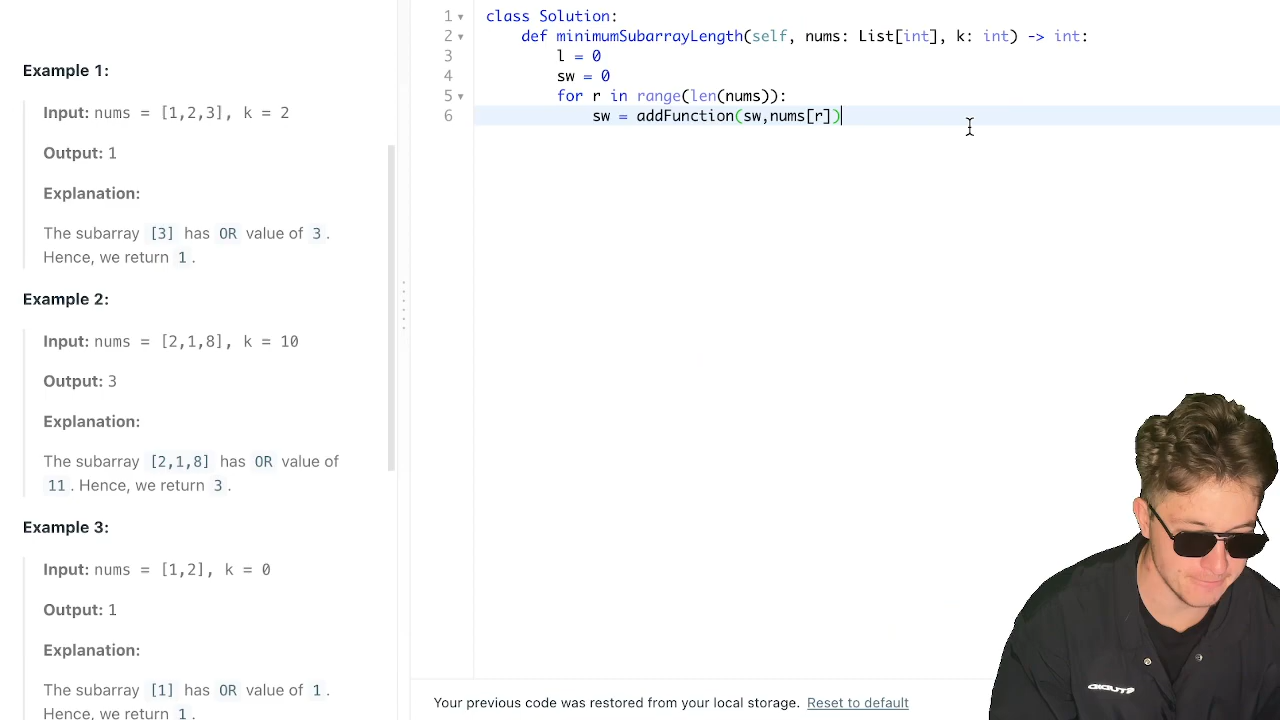 Example 1:
Input: nums = [1,2,3], k = 2
Output: 1
Explanation:
The subarray [3] has OR value of 3.
Hence, we return 1.
Example 2:
Input: nums = [2,1,8], k = 10
Output: 3
Explanation:
The subarray [2,1,8] has OR value of
11. Hence, we return 3.
Example 3:
Input: nums = [1,2], k = 0
Output: 1
Explanation:
The subarray [1] has OR value of 1.
Hence, we return 1.
1 class Solution:
2 def minimumSubarrayLength(self, nums: List[int], k: int) -> int:
3 l = 0
4 sw = 0
5 for r in range(len(nums)):
6 sw = addFunction(sw,nums[r])
Your previous code was restored from your local storage. Reset to default